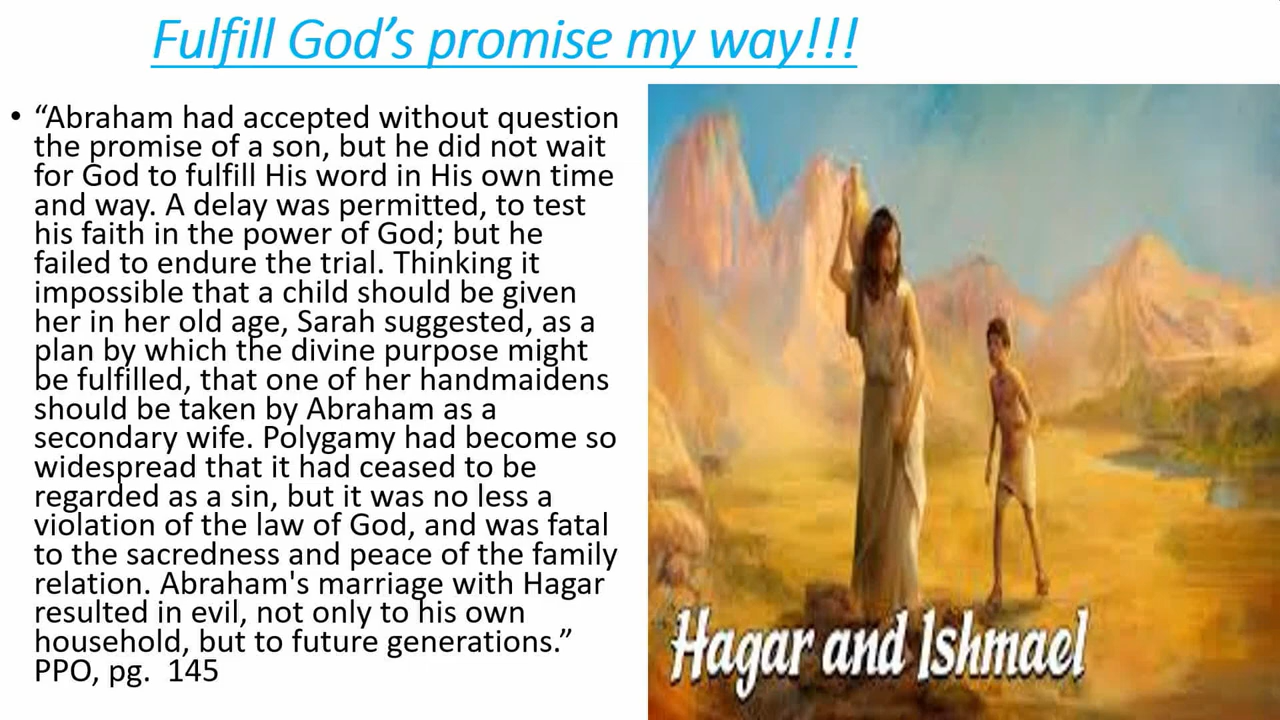 Fulfill God’s promise my way!!!
• “Abraham had accepted without question
the promise of a son, but he did not wait
for God to fulfill His word in His own time
and way. A delay was permitted, to test
his faith in the power of God; but he
failed to endure the trial. Thinking it
impossible that a child should be given
her in her old age, Sarah suggested, as a
plan by which the divine purpose might
be fulfilled, that one of her handmaidens
should be taken by Abraham as a
secondary wife. Polygamy had become so
widespread that it had ceased to be
regarded as a sin, but it was no less a
violation of the law of God, and was fatal
to the sacredness and peace of the family
relation. Abraham's marriage with Hagar
resulted in evil, not only to his own
household, but to future generations.”
PPO, pg.  145
Hagar and Ishmael